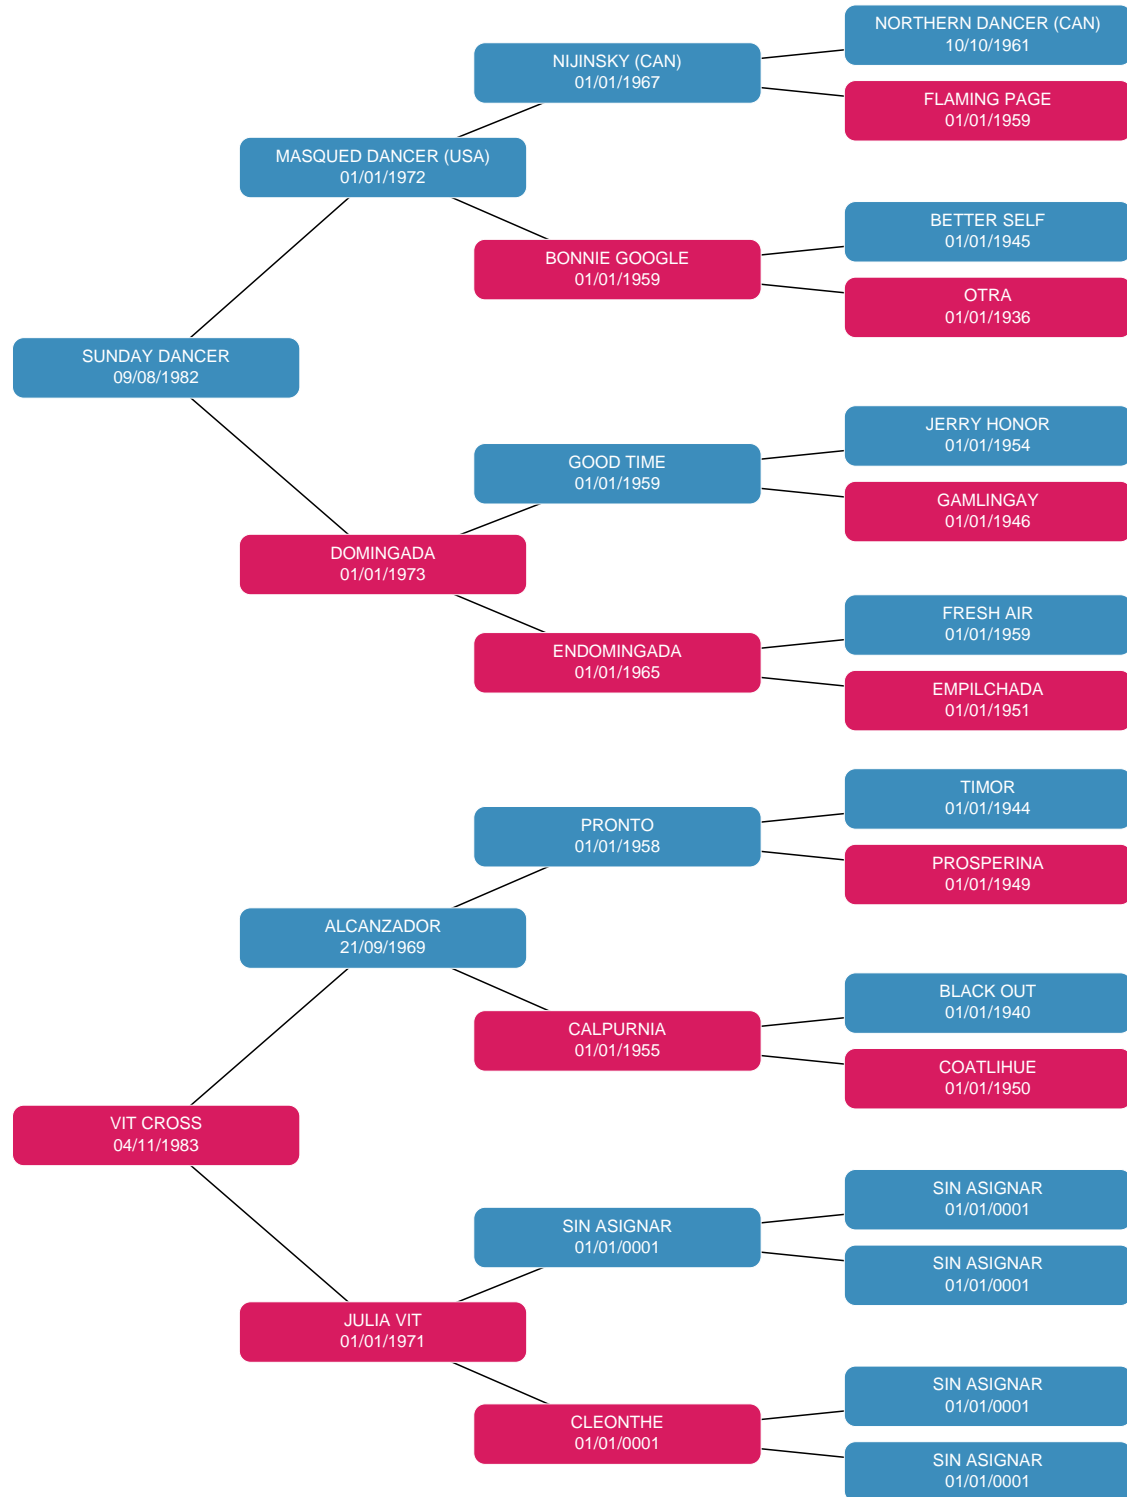 NORTHERN DANCER (CAN)
10/10/1961
NIJINSKY (CAN)
01/01/1967
FLAMING PAGE
01/01/1959
MASQUED DANCER (USA)
01/01/1972
BETTER SELF
01/01/1945
BONNIE GOOGLE
01/01/1959
OTRA
01/01/1936
SUNDAY DANCER
09/08/1982
JERRY HONOR
01/01/1954
GOOD TIME
01/01/1959
GAMLINGAY
01/01/1946
DOMINGADA
01/01/1973
FRESH AIR
01/01/1959
ENDOMINGADA
01/01/1965
EMPILCHADA
01/01/1951
TIMOR
01/01/1944
PRONTO
01/01/1958
PROSPERINA
01/01/1949
ALCANZADOR
21/09/1969
BLACK OUT
01/01/1940
CALPURNIA
01/01/1955
COATLIHUE
01/01/1950
VIT CROSS
04/11/1983
SIN ASIGNAR
01/01/0001
SIN ASIGNAR
01/01/0001
SIN ASIGNAR
01/01/0001
JULIA VIT
01/01/1971
SIN ASIGNAR
01/01/0001
CLEONTHE
01/01/0001
SIN ASIGNAR
01/01/0001